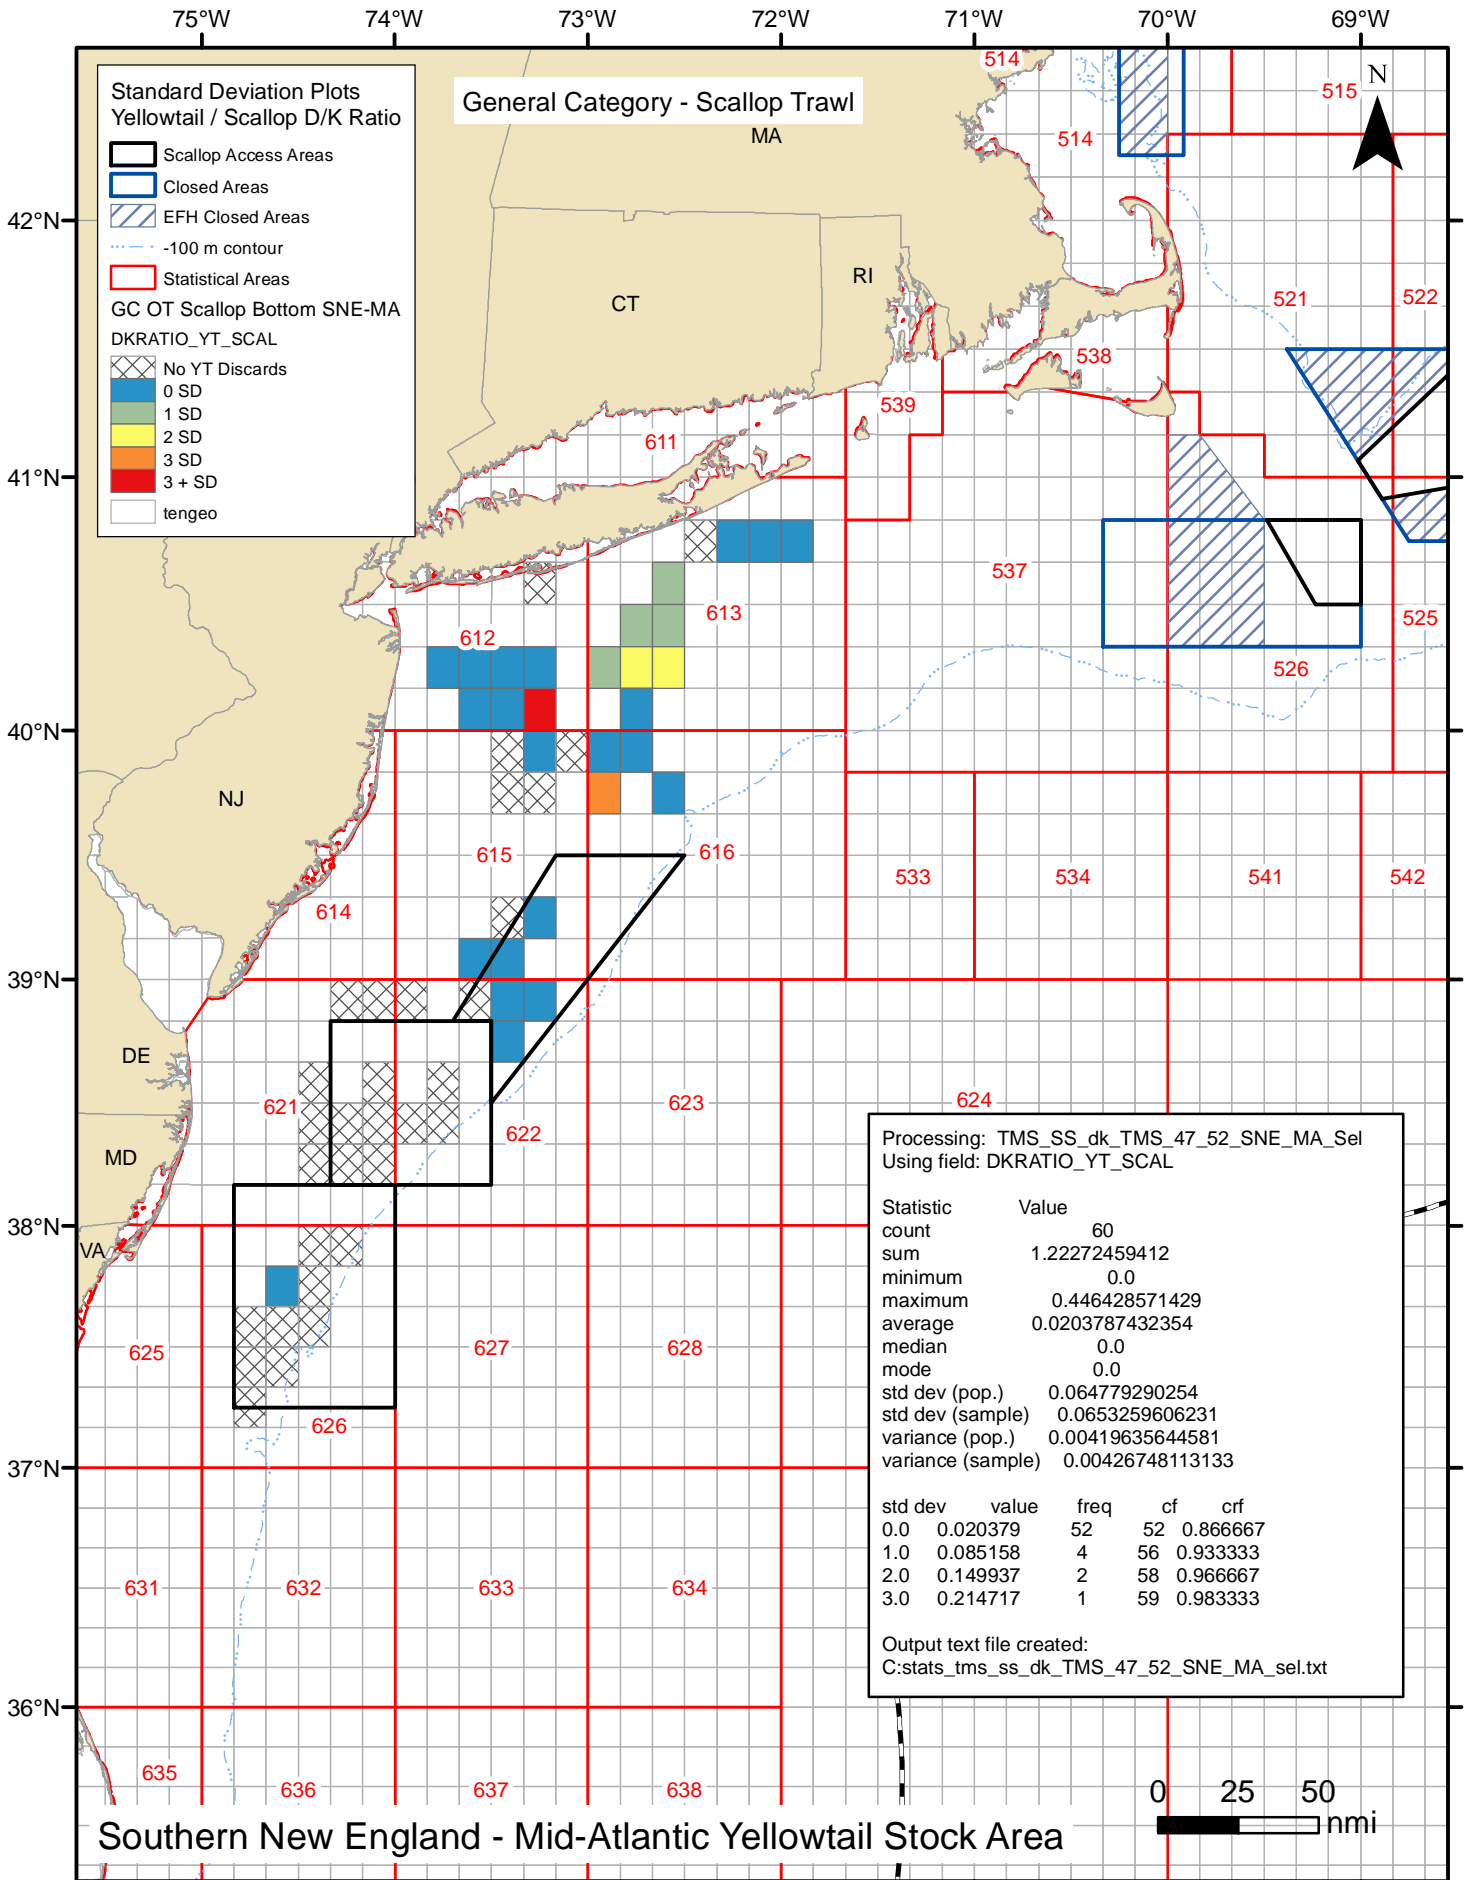 75°W 74°W 73°W 72°W 71°W 70°W 69°W
Standard Deviation Plots
Yellowtail / Scallop D/K Ratio
Scallop Access Areas
Closed Areas
EFH Closed Areas
-100 m contour
Statistical Areas
GC OT Scallop Bottom SNE-MA
DKRATIO_YT_SCAL
No YT Discards
0 SD
1 SD
2 SD
3 SD
3 + SD
tengeo
General Category - Scallop Trawl
N
514
515
MA
514
42°N
RI
CT
521
522
538
539
611
41°N
537
613
612
525
526
40°N
NJ
615
616
533
534
541
542
614
39°N
DE
621
623
624
622
MD
38°N
VA
625
627
628
626
37°N
631
632
633
634
36°N
635
636
637
638
Processing: TMS_SS_dk_TMS_47_52_SNE_MA_Sel
Using field: DKRATIO_YT_SCAL
Statistic Value
count 60
sum 1.22272459412
minimum 0.0
maximum 0.446428571429
average 0.0203787432354
median 0.0
mode 0.0
std dev (pop.) 0.064779290254
std dev (sample) 0.0653259606231
variance (pop.) 0.00419635644581
variance (sample) 0.00426748113133
std dev value freq cf crf
0.0 0.020379 52 52 0.866667
1.0 0.085158 4 56 0.933333
2.0 0.149937 2 58 0.966667
3.0 0.214717 1 59 0.983333
Output text file created:
C:stats_tms_ss_dk_TMS_47_52_SNE_MA_sel.txt
0 25 50
nmi
Southern New England - Mid-Atlantic Yellowtail Stock Area